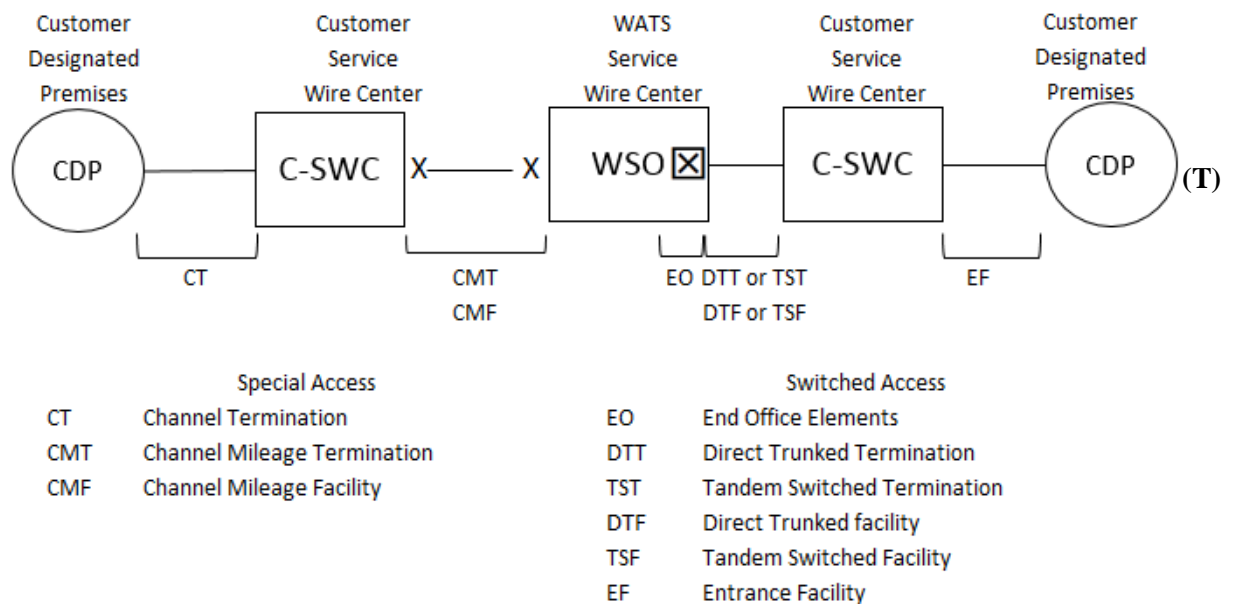 Customer Customer WATS Customer Customer
Designated Service Service Service Designated
Premises Wire Center Wire Center Wire Center Premises
CDP C-SWC X X WSO X C-SWC CDP (T)
CT CMT EO DTT or TST EF
CMF DTF or TSF
Special Access Switched Access
CT Channel Termination EO End Office Elements
CMT Channel Mileage Termination DTT Direct Trunked Termination
CMF Channel Mileage Facility TST Tandem Switched Termination
DTF Direct Trunked facility
TSF Tandem Switched Facility
EF Entrance Facility